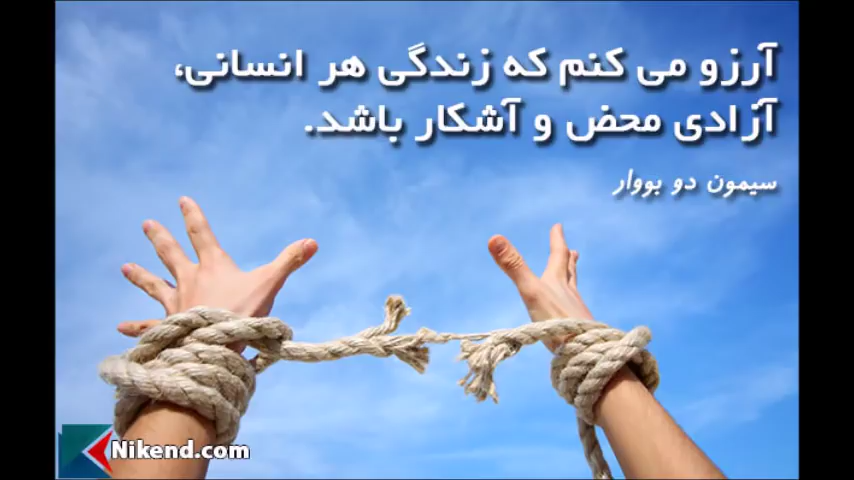 آرزو می کنم که زندگی هر انسانی،
آزادی محض و آشکار باشد.
سیمون دو بووار
Nikend.com